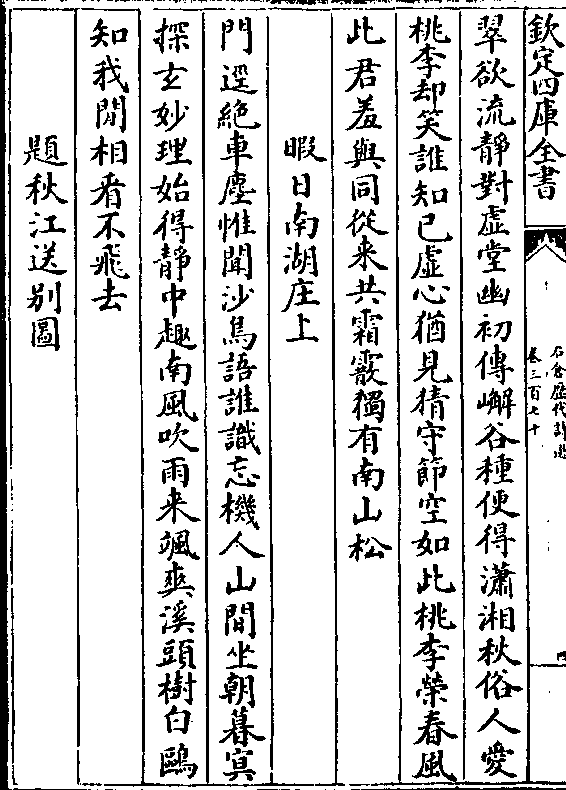 欽定四庫全書
石倉歷代詩選
卷三百七十
翠欲流靜對虛堂幽初傳嶰谷種便得瀟湘秋俗人愛
桃李却笑誰知已虛心猶見猜守節空如此桃李榮春風
此君羞與同從来共霜霰獨有南山松
暇日南湖庄上
門逕絶車塵惟聞沙鳥語誰識忘機人山間坐朝暮冥
探玄妙理始得靜中趣南風吹雨来颯爽溪頭樹白鷗
知我閒相看不飛去
題秋江送別圖